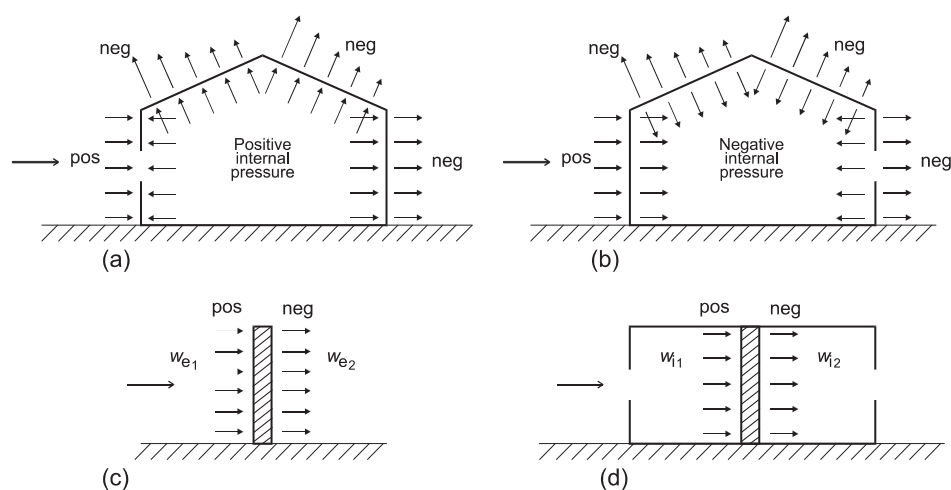 neg
neg
pos
Positive
internal
pressure
neg
(a)
neg
neg
pos
Negative
internal
pressure
neg
(b)
pos
neg
we1
we2
(c)
pos
neg
wi1
wi2
(d)